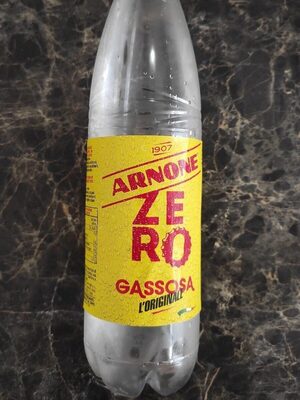 1907
ARNONE
ZE
RO
GASSOSA
L'ORIGINALE